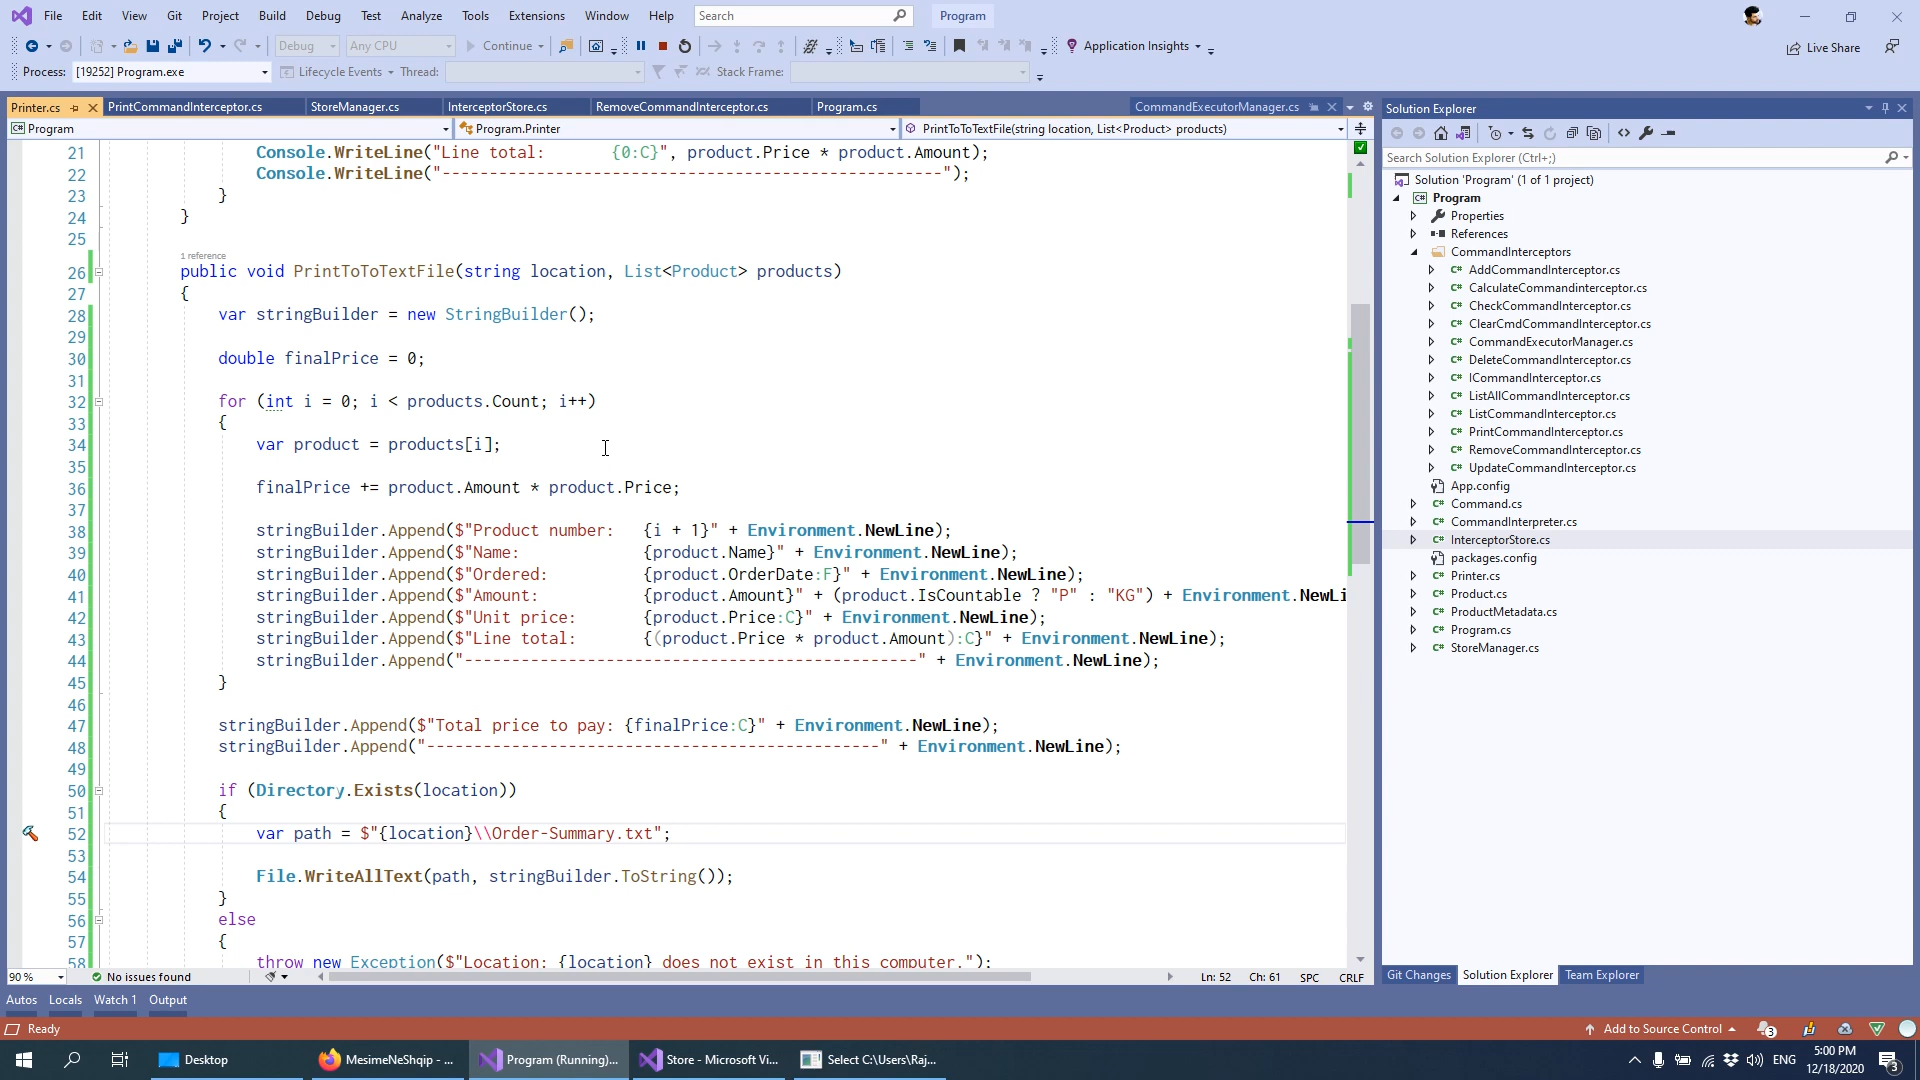 File Edit View Git Project Build Debug Test Analyze Tools Extensions Window Help Search Program
Debug Any CPU Continue Application Insights Live Share
Process: [19252] Program.exe Lifecycle Events Thread: Stack Frame:
Printer.cs PrintCommandInterceptor.cs StoreManager.cs InterceptorStore.cs RemoveCommandInterceptor.cs Program.cs CommandExecutorManager.cs
Program Program.Printer PrintToToTextFile(string location, List<Product> products)
21 Console.WriteLine("Line total:       {0:C}", product.Price * product.Amount);
22 Console.WriteLine("-----------------------------------------------------");
23 }
24 }
25
1 reference
26 public void PrintToToTextFile(string location, List<Product> products)
27 {
28 var stringBuilder = new StringBuilder();
29
30 double finalPrice = 0;
31
32 for (int i = 0; i < products.Count; i++)
33 {
34 var product = products[i];
35
36 finalPrice += product.Amount * product.Price;
37
38 stringBuilder.Append($"Product number:   {i + 1}" + Environment.NewLine);
39 stringBuilder.Append($"Name:             {product.Name}" + Environment.NewLine);
40 stringBuilder.Append($"Ordered:          {product.OrderDate:F}" + Environment.NewLine);
41 stringBuilder.Append($"Amount:           {product.Amount}" + (product.IsCountable ? "P" : "KG") + Environment.NewLi
42 stringBuilder.Append($"Unit price:       {product.Price:C}" + Environment.NewLine);
43 stringBuilder.Append($"Line total:       {(product.Price * product.Amount):C}" + Environment.NewLine);
44 stringBuilder.Append("------------------------------------------------" + Environment.NewLine);
45 }
46
47 stringBuilder.Append($"Total price to pay: {finalPrice:C}" + Environment.NewLine);
48 stringBuilder.Append("------------------------------------------------" + Environment.NewLine);
49
50 if (Directory.Exists(location))
51 {
52 var path = $"{location}\\Order-Summary.txt";
53
54 File.WriteAllText(path, stringBuilder.ToString());
55 }
56 else
57 {
58 throw new Exception($"Location: {location} does not exist in this computer.");
90 % No issues found Ln: 52 Ch: 61 SPC CRLF
Solution Explorer
Search Solution Explorer (Ctrl+;)
Solution 'Program' (1 of 1 project)
Program
Properties
References
CommandInterceptors
AddCommandInterceptor.cs
CalculateCommandinterceptor.cs
CheckCommandInterceptor.cs
ClearCmdCommandInterceptor.cs
CommandExecutorManager.cs
DeleteCommandInterceptor.cs
ICommandInterceptor.cs
ListAllCommandInterceptor.cs
ListCommandInterceptor.cs
PrintCommandInterceptor.cs
RemoveCommandInterceptor.cs
UpdateCommandInterceptor.cs
App.config
Command.cs
CommandInterpreter.cs
InterceptorStore.cs
packages.config
Printer.cs
Product.cs
ProductMetadata.cs
Program.cs
StoreManager.cs
Git Changes Solution Explorer Team Explorer
Autos Locals Watch 1 Output
Ready Add to Source Control 3
Desktop MesimeNeShqip - ... Program (Running)... Store - Microsoft Vi... Select C:\Users\Raj... ENG 5:00 PM
12/18/2020 3